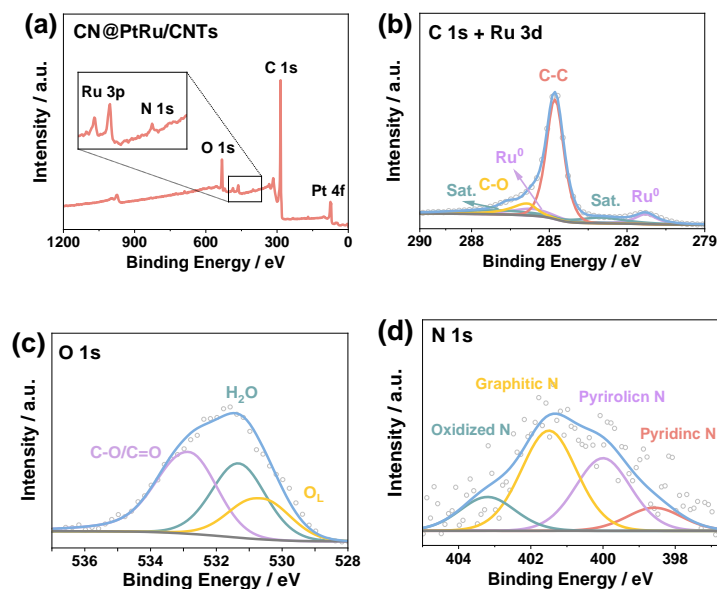 (a) CN@PtRu/CNTs
C 1s
Ru 3p
N 1s
O 1s
Pt 4f
Intensity / a.u.
1200 900 600 300 0
Binding Energy / eV
(b) C 1s + Ru 3d
C-C
Ru⁰
C-O
Sat.
Sat.
Ru⁰
Intensity / a.u.
290 288 285 282 279
Binding Energy / eV
(c) O 1s
H₂O
C-O/C=O
O_L
Intensity / a.u.
536 534 532 530 528
Binding Energy / eV
(d) N 1s
Graphitic N
Pyrirolicn N
Oxidized N
Pyridinc N
Intensity / a.u.
404 402 400 398
Binding Energy / eV